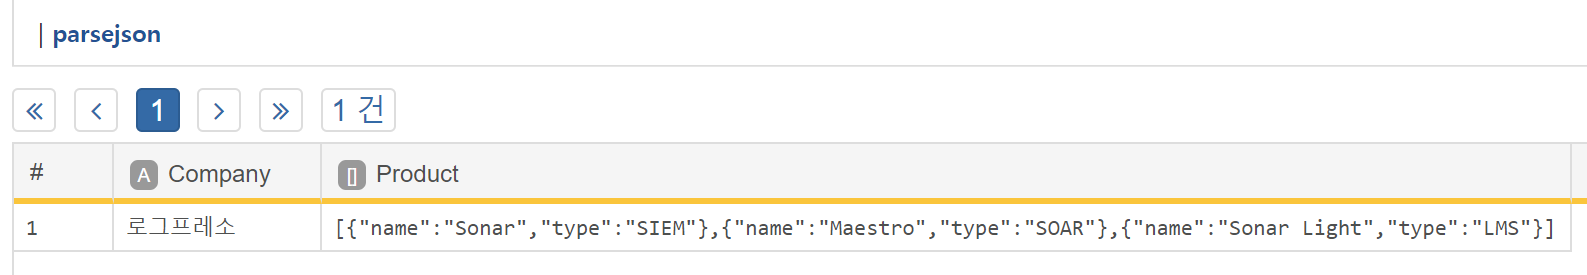 | parsejson
« < 1 > » 1 건
# A Company [] Product
1 로그프레소 [{"name":"Sonar","type":"SIEM"},{"name":"Maestro","type":"SOAR"},{"name":"Sonar Light","type":"LMS"}]